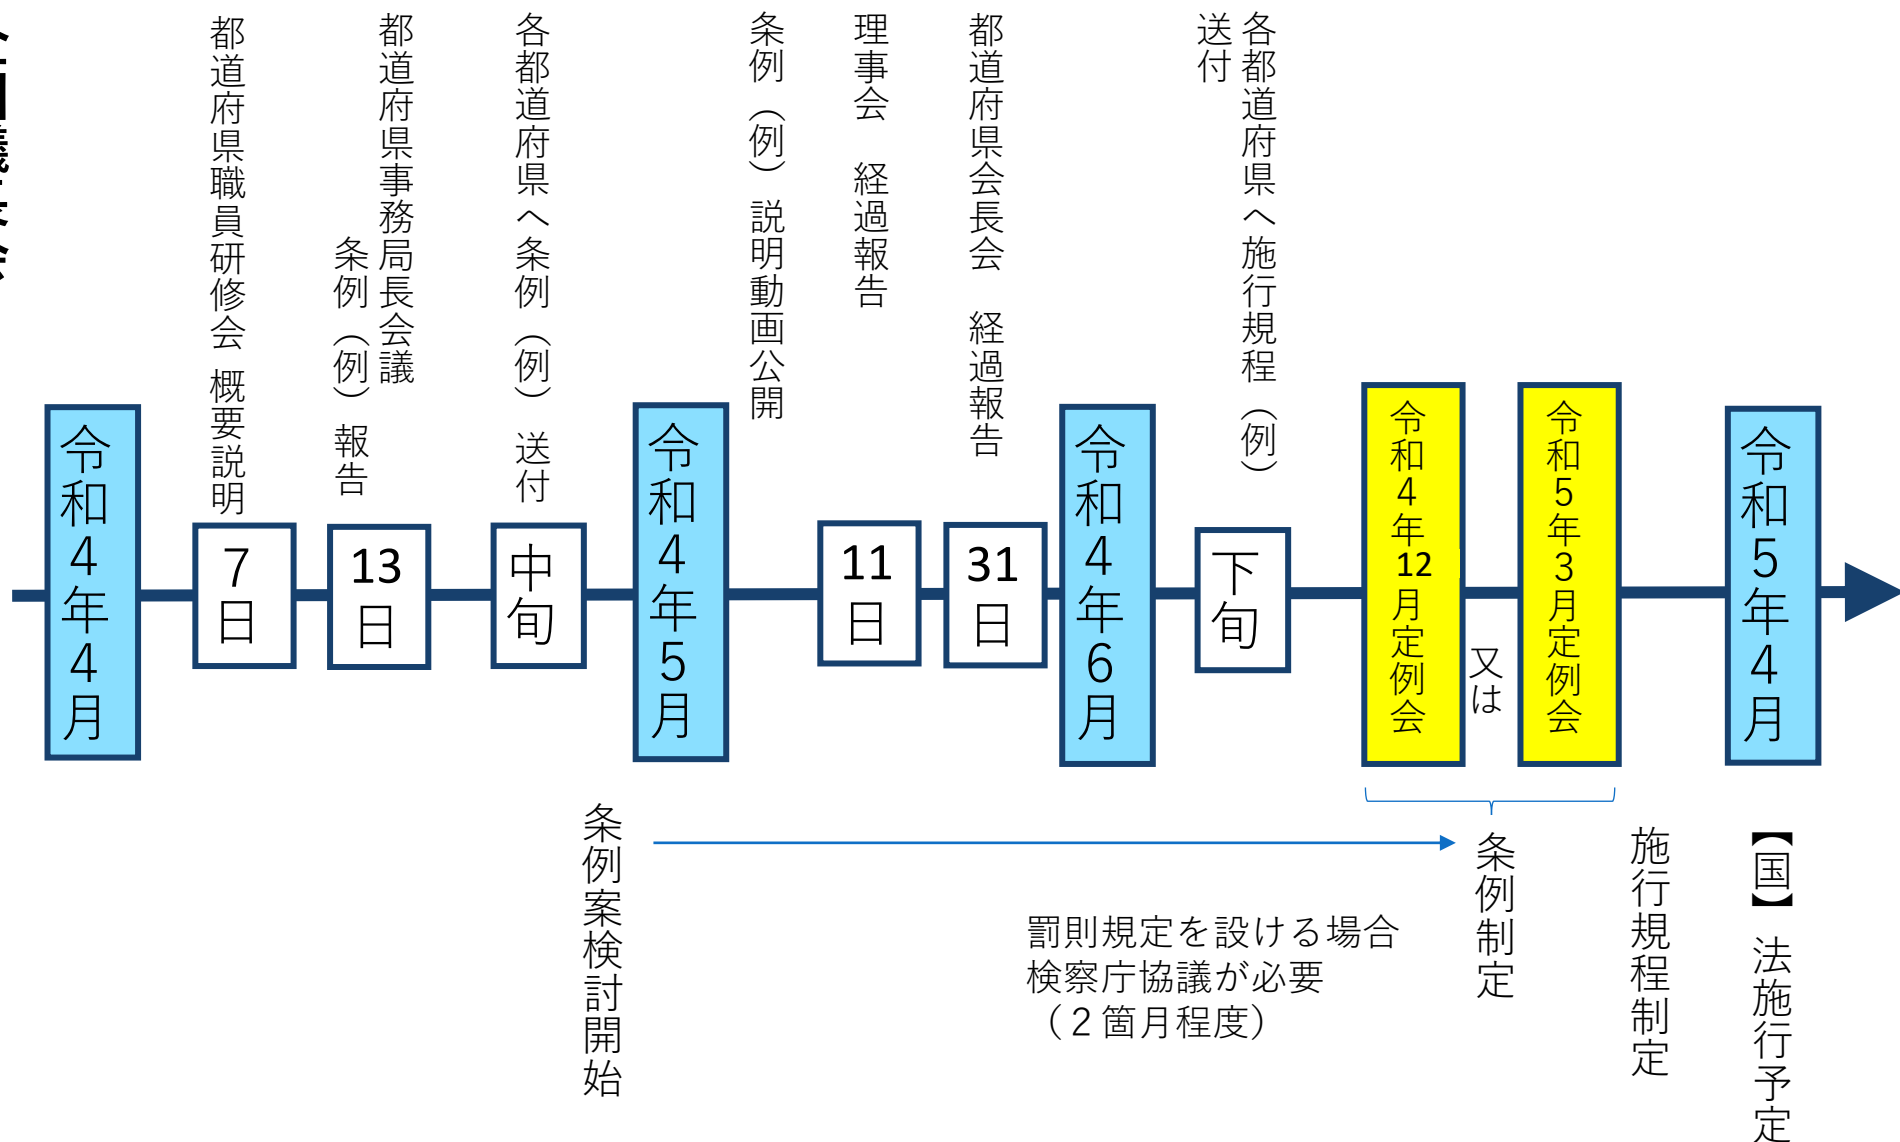 令和4年4月
都道府県職員研修会 概要説明
7日
都道府県事務局長会議
条例（例）報告
13日
各都道府県へ条例（例）送付
中旬
令和4年5月
条例（例）説明動画公開
理事会 経過報告
11日
都道府県会長会 経過報告
31日
令和4年6月
各都道府県へ施行規程（例）
送付
下旬
令和4年12月定例会
又は
令和5年3月定例会
令和5年4月
条例案検討開始
罰則規定を設ける場合
検察庁協議が必要
（2箇月程度）
条例制定
施行規程制定
【国】法施行予定